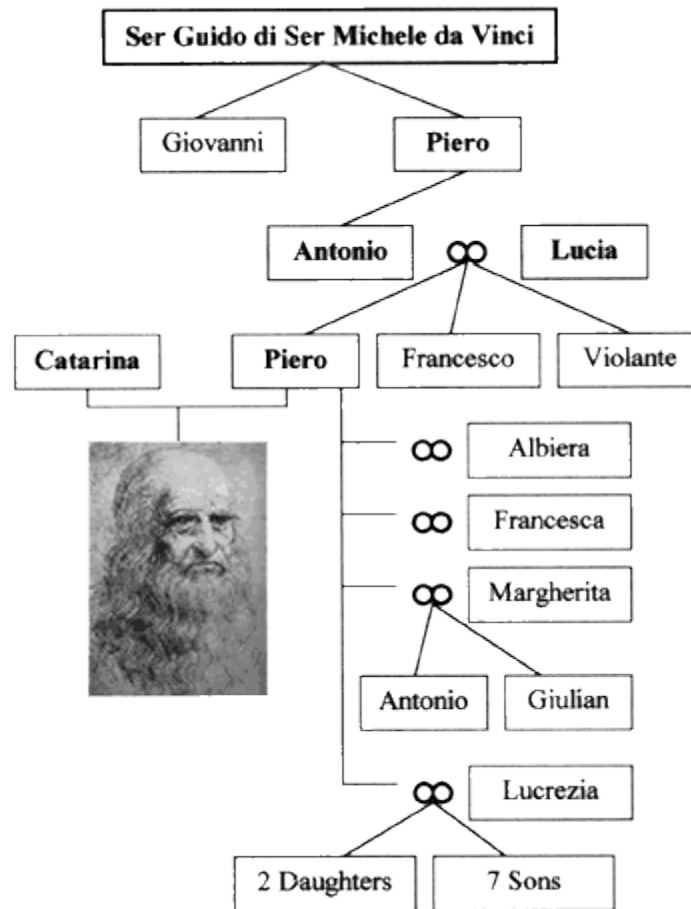 Ser Guido di Ser Michele da Vinci
Giovanni
Piero
Antonio
Lucia
Catarina
Piero
Francesco
Violante
Albiera
Francesca
Margherita
Antonio
Giulian
Lucrezia
2 Daughters
7 Sons